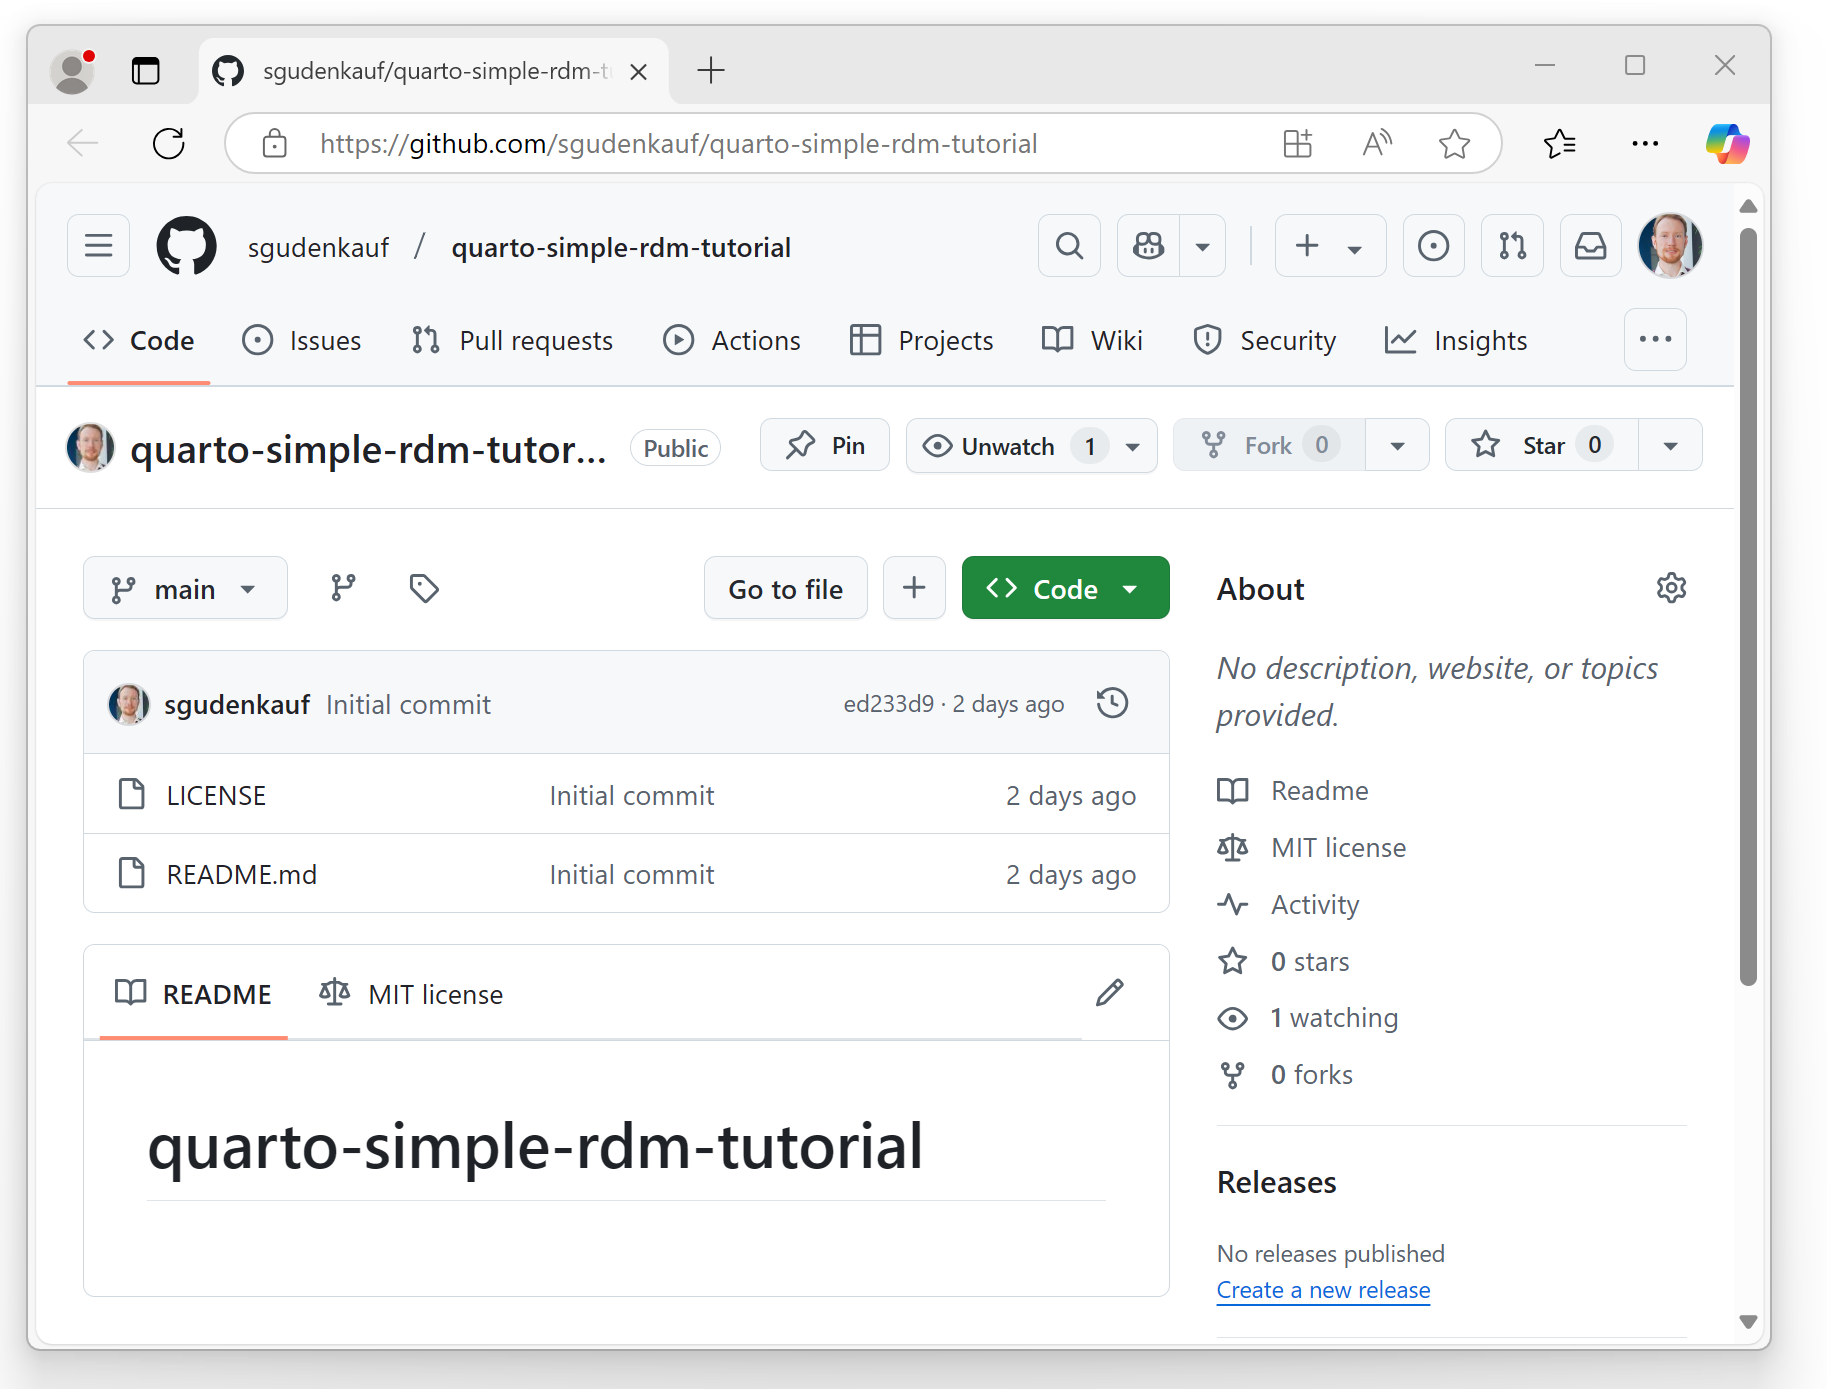 sgudenkauf/quarto-simple-rdm-t
https://github.com/sgudenkauf/quarto-simple-rdm-tutorial
sgudenkauf / quarto-simple-rdm-tutorial
Code Issues Pull requests Actions Projects Wiki Security Insights
quarto-simple-rdm-tutor... Public Pin Unwatch 1 Fork 0 Star 0
main Go to file Code
sgudenkauf Initial commit ed233d9 · 2 days ago
LICENSE Initial commit 2 days ago
README.md Initial commit 2 days ago
README MIT license
quarto-simple-rdm-tutorial
About
No description, website, or topics
provided.
Readme
MIT license
Activity
0 stars
1 watching
0 forks
Releases
No releases published
Create a new release